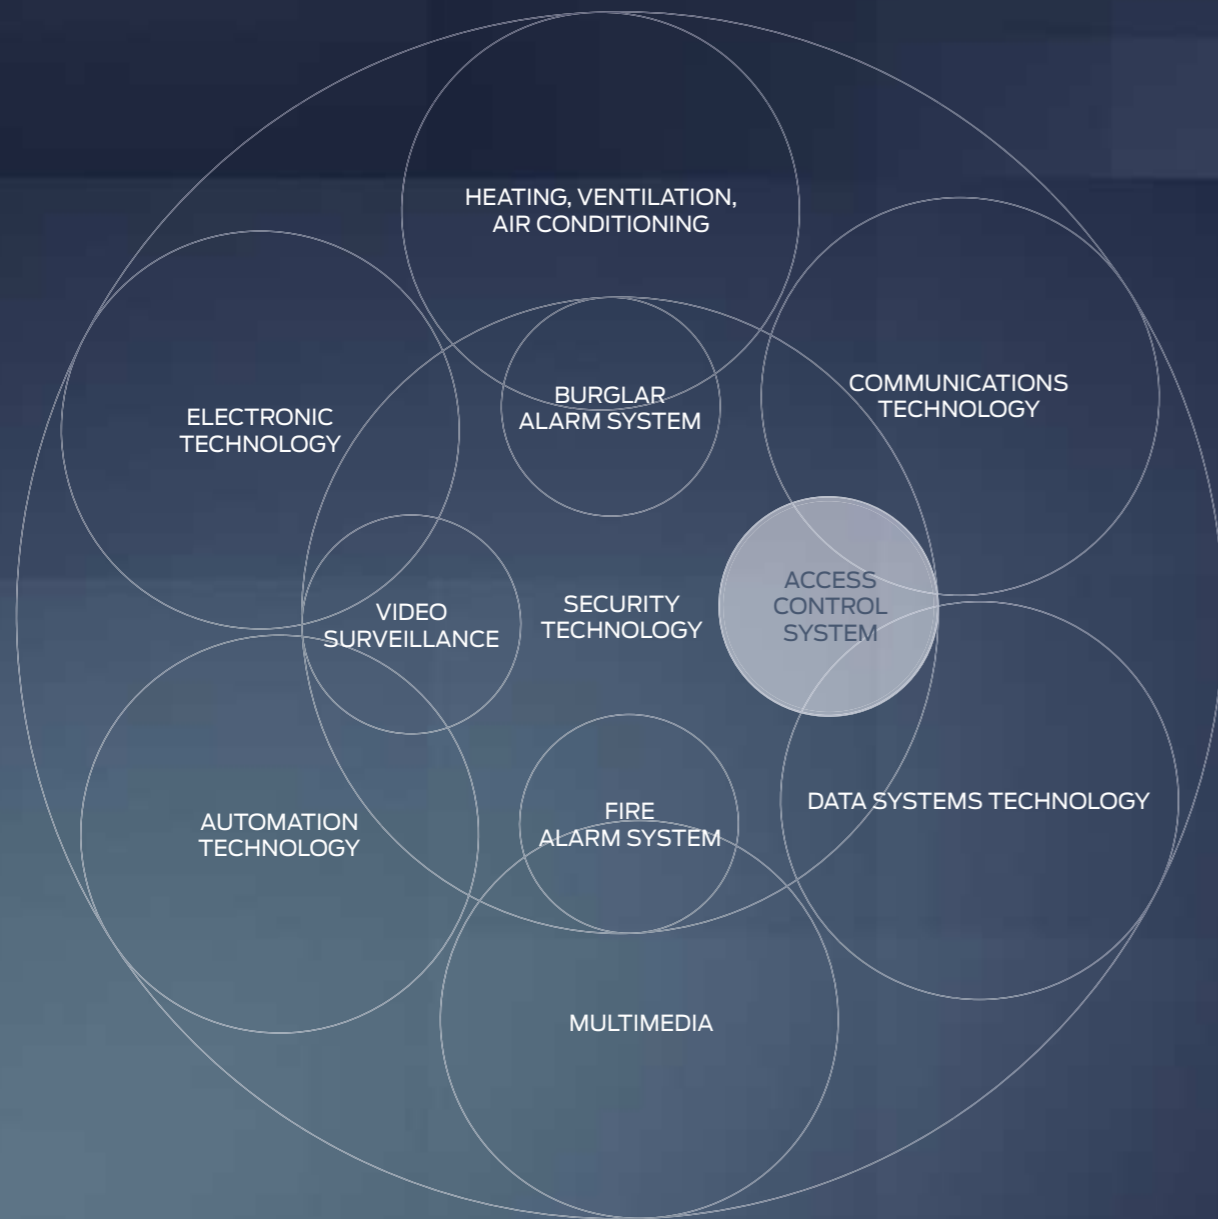 HEATING, VENTILATION,
AIR CONDITIONING
BURGLAR
ALARM SYSTEM
COMMUNICATIONS
TECHNOLOGY
ELECTRONIC
TECHNOLOGY
VIDEO
SURVEILLANCE
SECURITY
TECHNOLOGY
ACCESS
CONTROL
SYSTEM
AUTOMATION
TECHNOLOGY
FIRE
ALARM SYSTEM
DATA SYSTEMS TECHNOLOGY
MULTIMEDIA